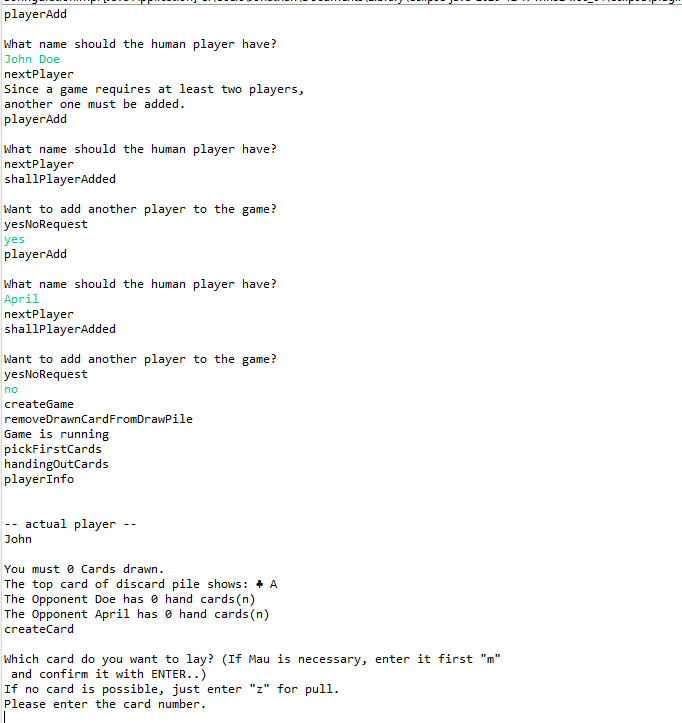 playerAdd
What name should the human player have?
John Doe
nextPlayer
Since a game requires at least two players,
another one must be added.
playerAdd
What name should the human player have?
nextPlayer
shallPlayerAdded
Want to add another player to the game?
yesNoRequest
yes
playerAdd
What name should the human player have?
April
nextPlayer
shallPlayerAdded
Want to add another player to the game?
yesNoRequest
no
createGame
removeDrawnCardFromDrawPile
Game is running
pickFirstCards
handingOutCards
playerInfo
-- actual player --
John
You must 0 Cards drawn.
The top card of discard pile shows: ♣ A
The Opponent Doe has 0 hand cards(n)
The Opponent April has 0 hand cards(n)
createCard
Which card do you want to lay? (If Mau is necessary, enter it first "m"
and confirm it with ENTER..)
If no card is possible, just enter "z" for pull.
Please enter the card number.